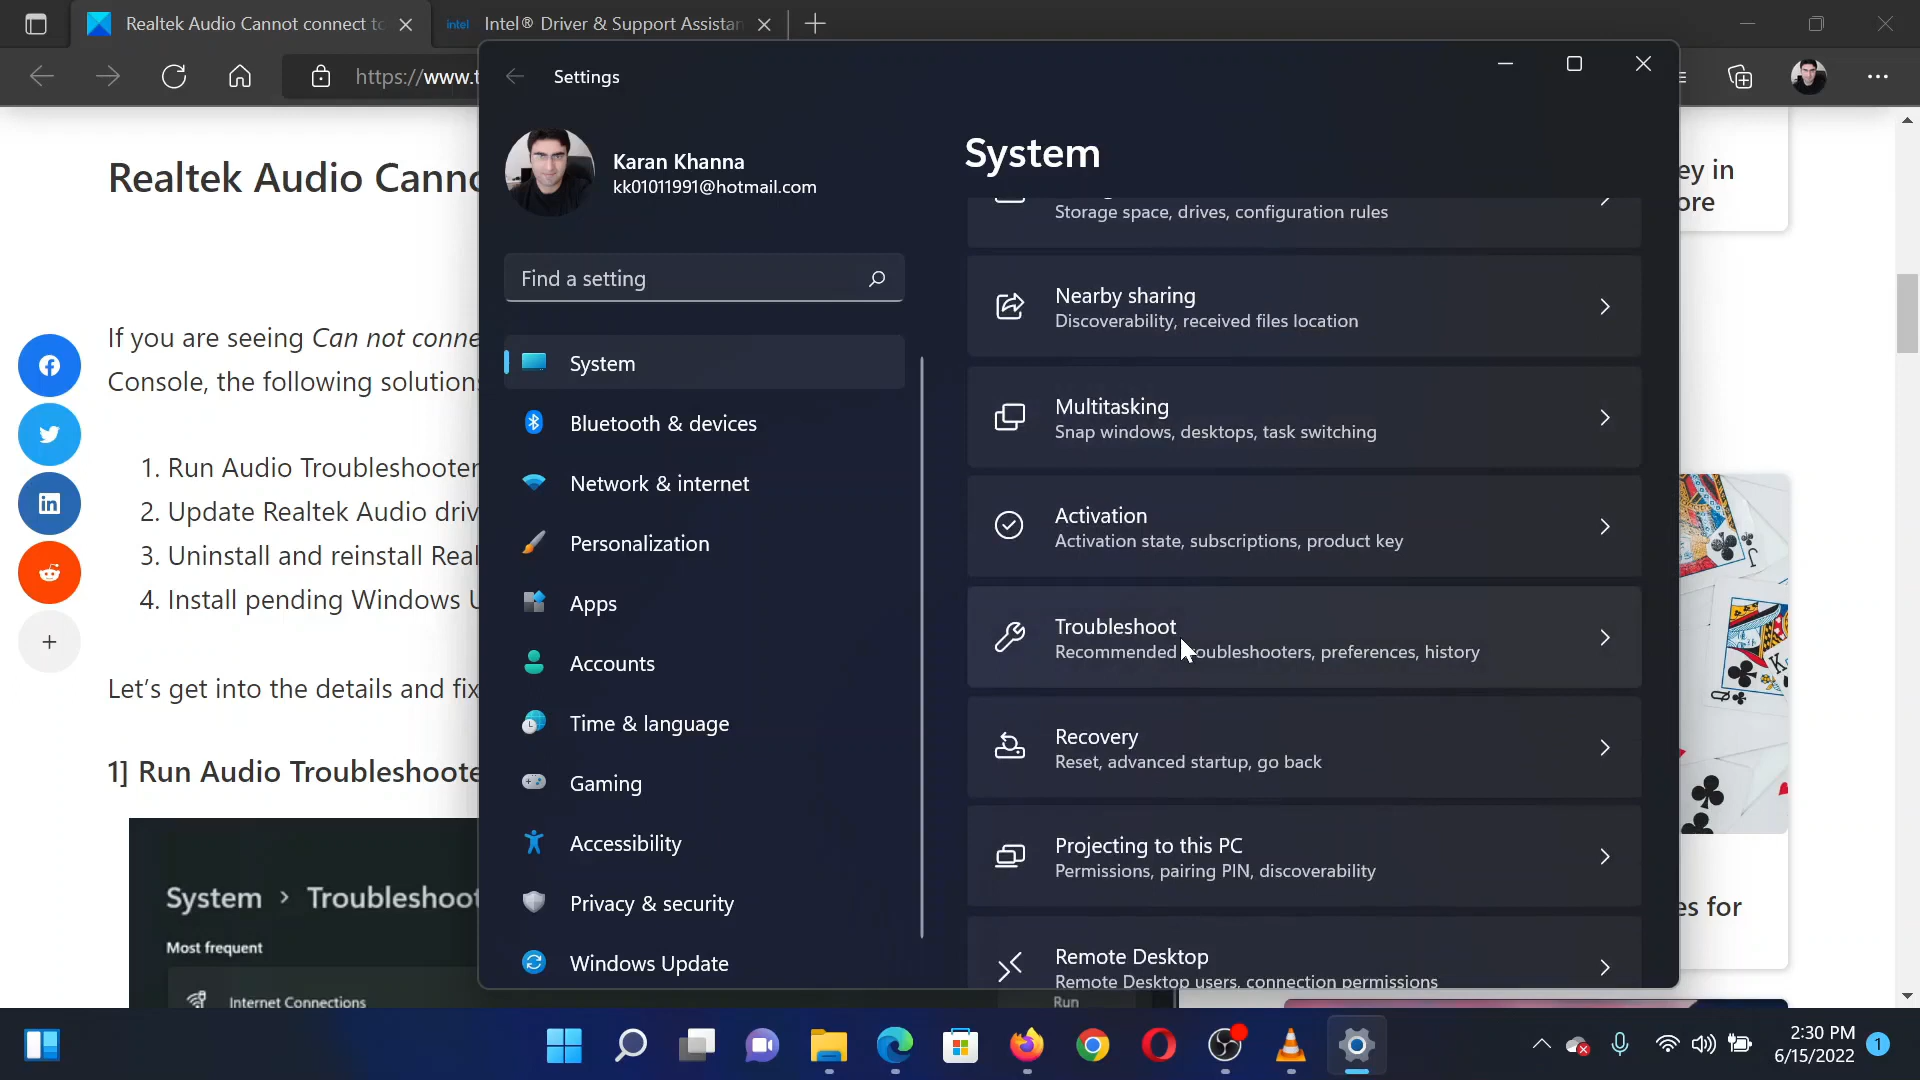 Realtek Audio Cannot connect to
intel Intel® Driver & Support Assistan
https://www.t
Realtek Audio Canno
If you are seeing Can not conne
Console, the following solutions
1. Run Audio Troubleshooter
2. Update Realtek Audio driv
3. Uninstall and reinstall Real
4. Install pending Windows U
Let's get into the details and fix
1] Run Audio Troubleshoote
System > Troubleshoot
Most frequent
Internet Connections
Run
Settings
Karan Khanna
kk01011991@hotmail.com
Find a setting
System
Bluetooth & devices
Network & internet
Personalization
Apps
Accounts
Time & language
Gaming
Accessibility
Privacy & security
Windows Update
System
Storage space, drives, configuration rules
Nearby sharing
Discoverability, received files location
Multitasking
Snap windows, desktops, task switching
Activation
Activation state, subscriptions, product key
Troubleshoot
Recommended oubleshooters, preferences, history
Recovery
Reset, advanced startup, go back
Projecting to this PC
Permissions, pairing PIN, discoverability
Remote Desktop
Remote Desktop users, connection permissions
ey in
ore
J
K
Q
es for
2:30 PM
6/15/2022
1